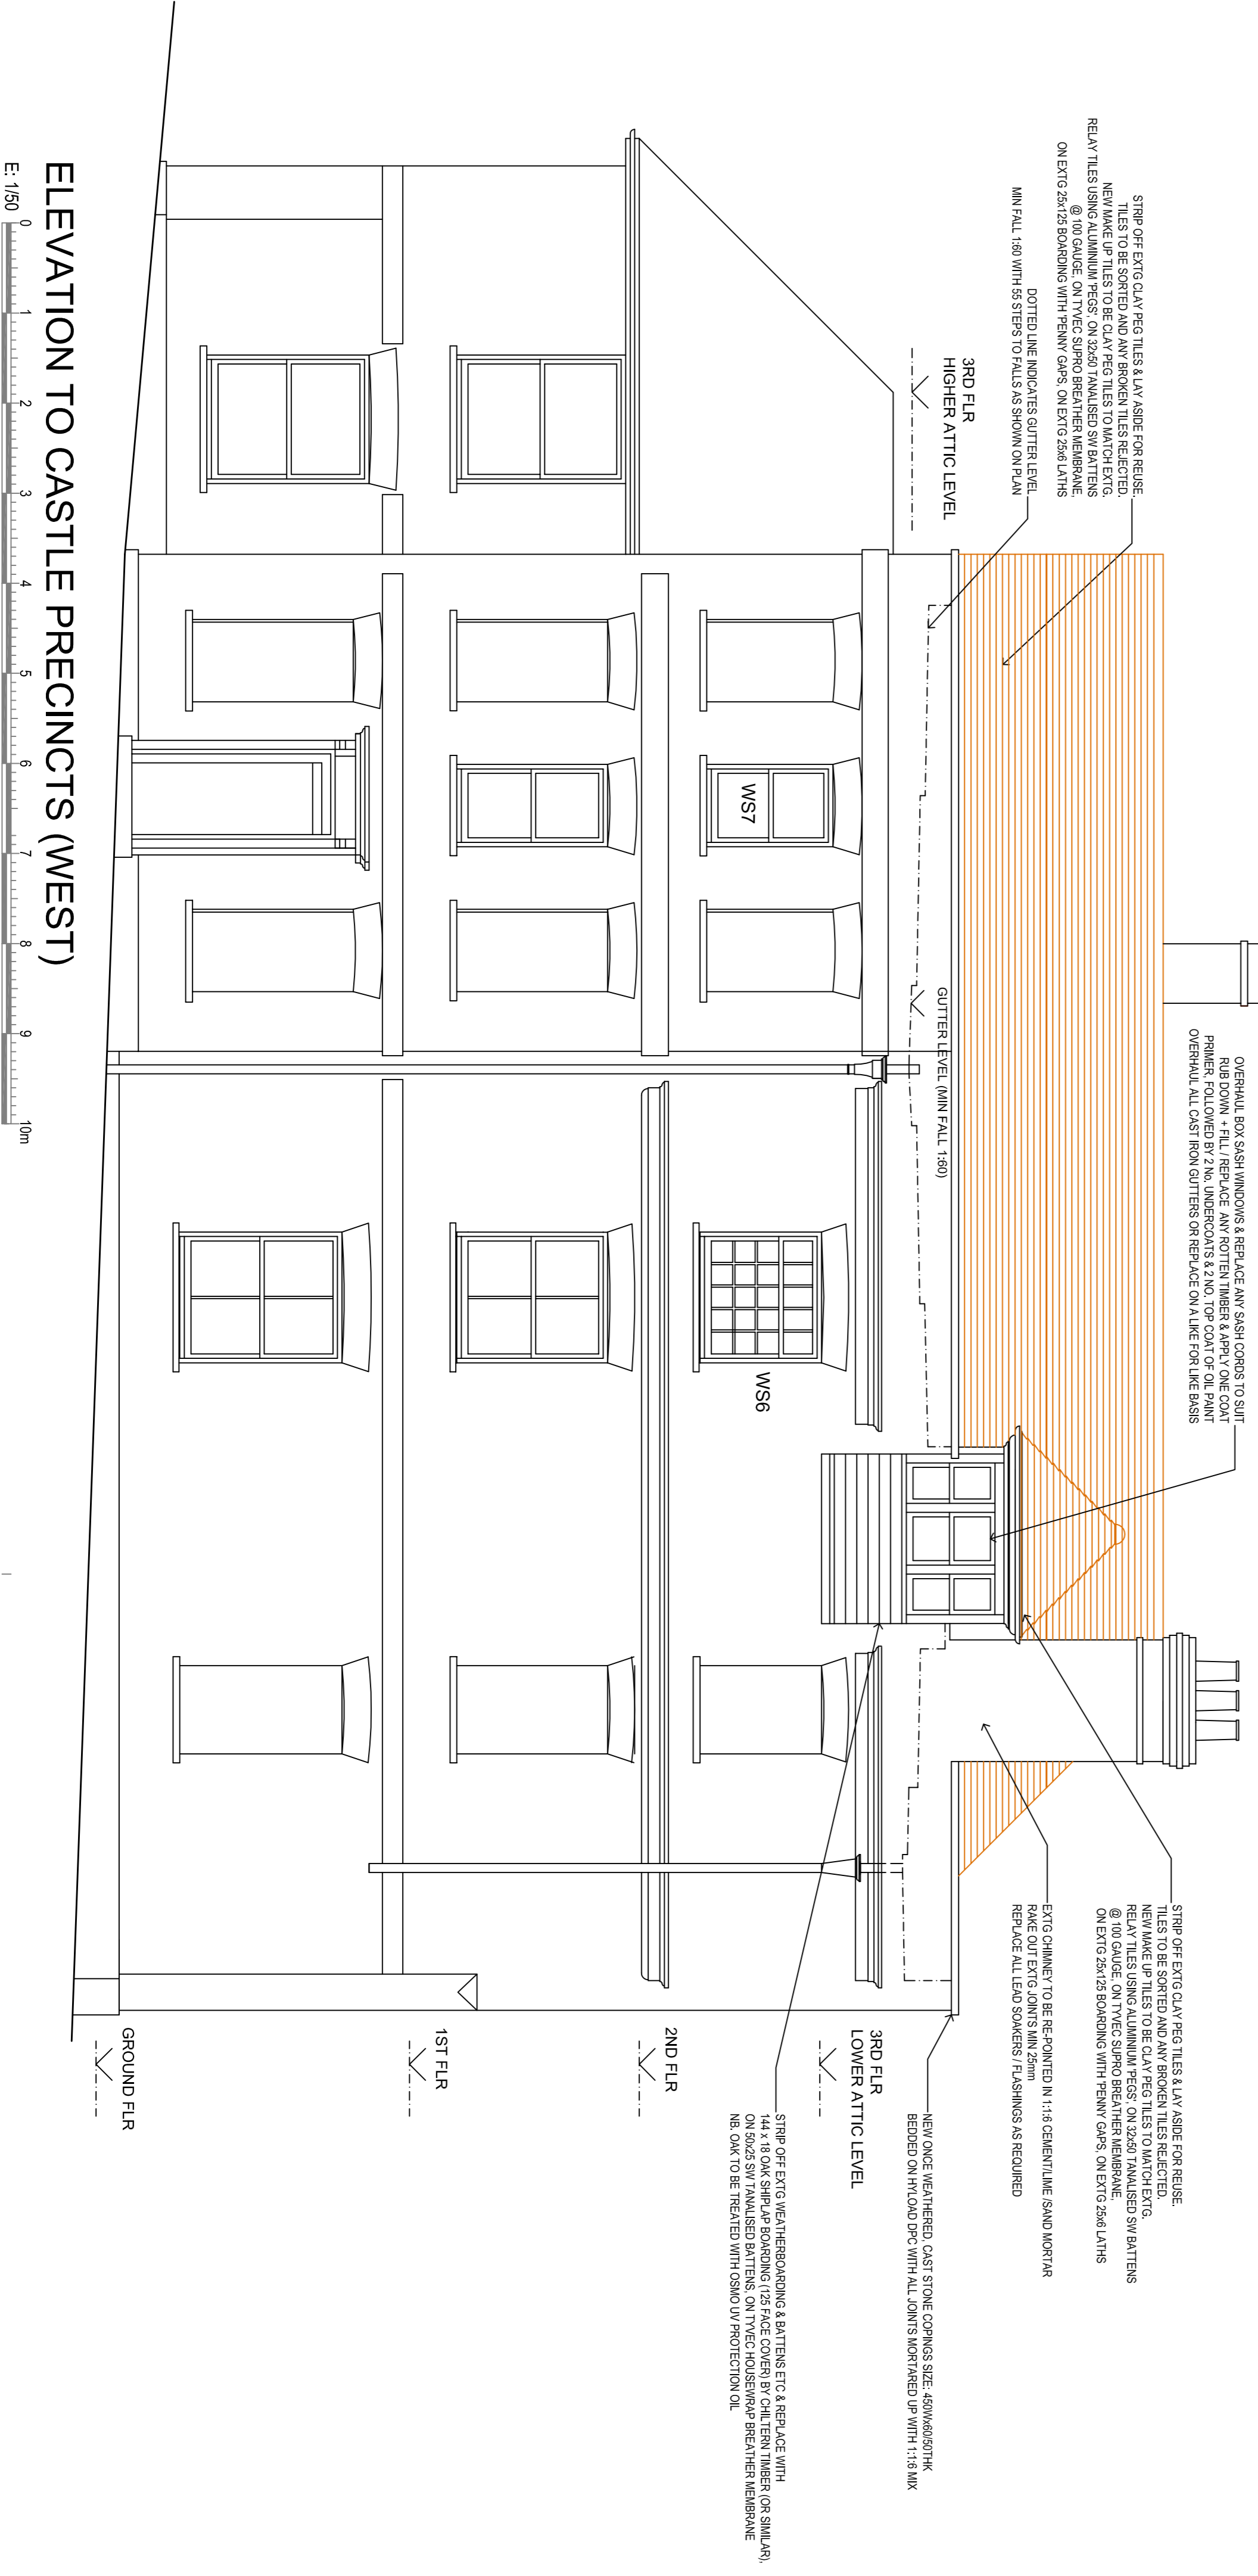 STRIP OFF EXTG CLAY PEG TILES & LAY ASIDE FOR REUSE.
TILES TO BE SORTED AND ANY BROKEN TILES REJECTED.
NEW MAKE UP TILES TO BE CLAY PEG TILES TO MATCH EXTG.
RELAY TILES USING ALUMINIUM 'PEGS', ON 32x50 TANALISED SW BATTENS
@ 100 GAUGE, ON TYVEC SUPRO BREATHER MEMBRANE,
ON EXTG 25x125 BOARDING WITH 'PENNY GAPS, ON EXTG 25x6 LATHS
DOTTED LINE INDICATES GUTTER LEVEL
MIN FALL 1:60 WITH 55 STEPS TO FALLS AS SHOWN ON PLAN
3RD FLR
HIGHER ATTIC LEVEL
OVERHAUL BOX SASH WINDOWS & REPLACE ANY SASH CORDS TO SUIT
RUB DOWN + FILL / REPLACE ANY ROTTEN TIMBER & APPLY ONE COAT
PRIMER, FOLLOWED BY 2 No. UNDERCOATS & 2 NO. TOP COAT OF OIL PAINT
OVERHAUL ALL CAST IRON GUTTERS OR REPLACE ON A LIKE FOR LIKE BASIS
GUTTER LEVEL (MIN FALL 1:60)
STRIP OFF EXTG CLAY PEG TILES & LAY ASIDE FOR REUSE.
TILES TO BE SORTED AND ANY BROKEN TILES REJECTED.
NEW MAKE UP TILES TO BE CLAY PEG TILES TO MATCH EXTG.
RELAY TILES USING ALUMINIUM 'PEGS', ON 32x50 TANALISED SW BATTENS
@ 100 GAUGE, ON TYVEC SUPRO BREATHER MEMBRANE,
ON EXTG 25x125 BOARDING WITH 'PENNY GAPS, ON EXTG 25x6 LATHS
EXTG CHIMNEY TO BE RE-POINTED IN 1:1:6 CEMENT/LIME /SAND MORTAR
RAKE OUT EXTG JOINTS MIN 25mm
REPLACE ALL LEAD SOAKERS / FLASHINGS AS REQUIRED
NEW ONCE WEATHERED, CAST STONE COPINGS SIZE: 450Wx60/50THK
BEDDED ON HYLOAD DPC WITH ALL JOINTS MORTARED UP WITH 1:1:6 MIX
3RD FLR
LOWER ATTIC LEVEL
STRIP OFF EXTG WEATHERBOARDING & BATTENS ETC & REPLACE WITH
144 x 18 OAK SHIPLAP BOARDING (125 FACE COVER) BY CHILTERN TIMBER (OR SIMILAR),
ON 50x25 SW TANALISED BATTENS, ON TYVEC HOUSEWRAP BREATHER MEMBRANE
NB. OAK TO BE TREATED WITH OSMO UV PROTECTION OIL
WS7
WS6
2ND FLR
1ST FLR
GROUND FLR
ELEVATION TO CASTLE PRECINCTS (WEST)
E: 1/50 0 1 2 3 4 5 6 7 8 9 10m